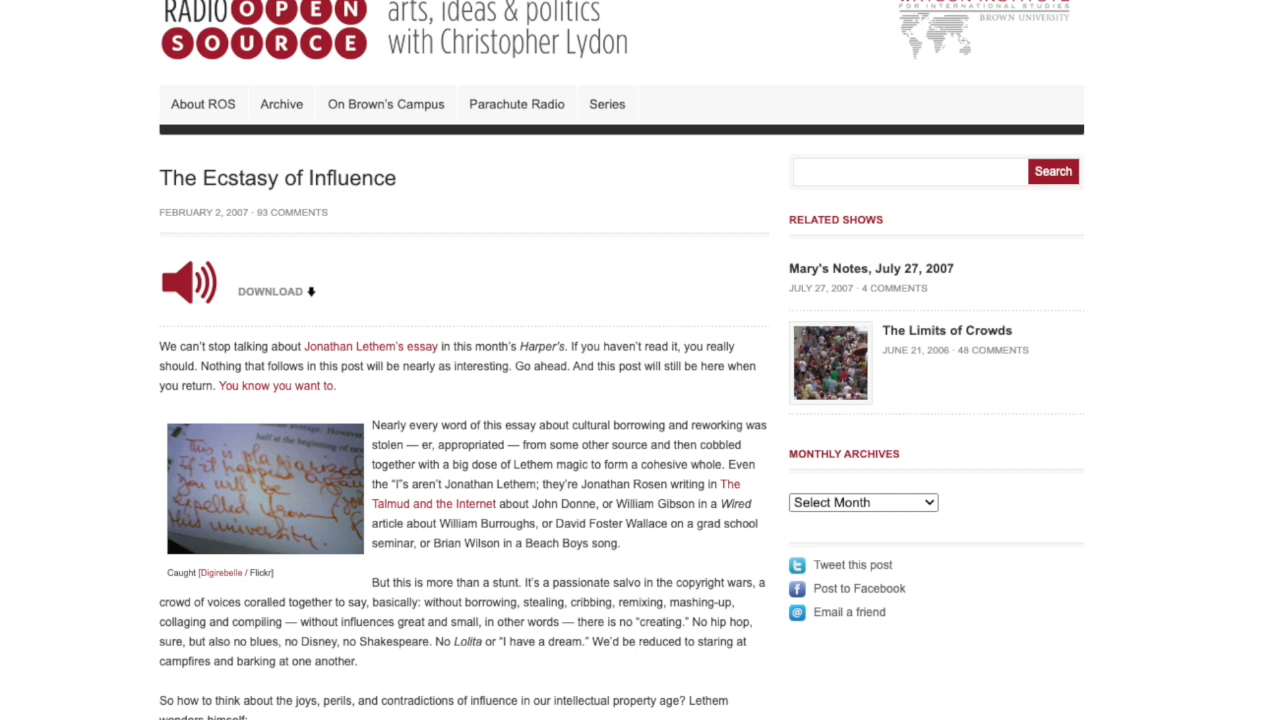 RADIO OPEN
SOURCE
arts, ideas & politics
with Christopher Lydon
FOR INTERNATIONAL STUDIES
BROWN UNIVERSITY
About ROS
Archive
On Brown's Campus
Parachute Radio
Series
The Ecstasy of Influence
FEBRUARY 2, 2007 · 93 COMMENTS
DOWNLOAD
We can't stop talking about Jonathan Lethem's essay in this month's Harper's. If you haven't read it, you really
should. Nothing that follows in this post will be nearly as interesting. Go ahead. And this post will still be here when
you return. You know you want to.
This is plagiarized
If it happens again
you will be
expelled from
this university.
Caught [Digirebelle / Flickr]
Nearly every word of this essay about cultural borrowing and reworking was
stolen — er, appropriated — from some other source and then cobbled
together with a big dose of Lethem magic to form a cohesive whole. Even
the “I”s aren't Jonathan Lethem; they're Jonathan Rosen writing in The
Talmud and the Internet about John Donne, or William Gibson in a Wired
article about William Burroughs, or David Foster Wallace on a grad school
seminar, or Brian Wilson in a Beach Boys song.
But this is more than a stunt. It's a passionate salvo in the copyright wars, a
crowd of voices coralled together to say, basically: without borrowing, stealing, cribbing, remixing, mashing-up,
collaging and compiling — without influences great and small, in other words — there is no “creating.” No hip hop,
sure, but also no blues, no Disney, no Shakespeare. No Lolita or “I have a dream.” We'd be reduced to staring at
campfires and barking at one another.
So how to think about the joys, perils, and contradictions of influence in our intellectual property age? Lethem
wonders himself:
Search
RELATED SHOWS
Mary's Notes, July 27, 2007
JULY 27, 2007 · 4 COMMENTS
The Limits of Crowds
JUNE 21, 2006 · 48 COMMENTS
MONTHLY ARCHIVES
Select Month
Tweet this post
Post to Facebook
Email a friend